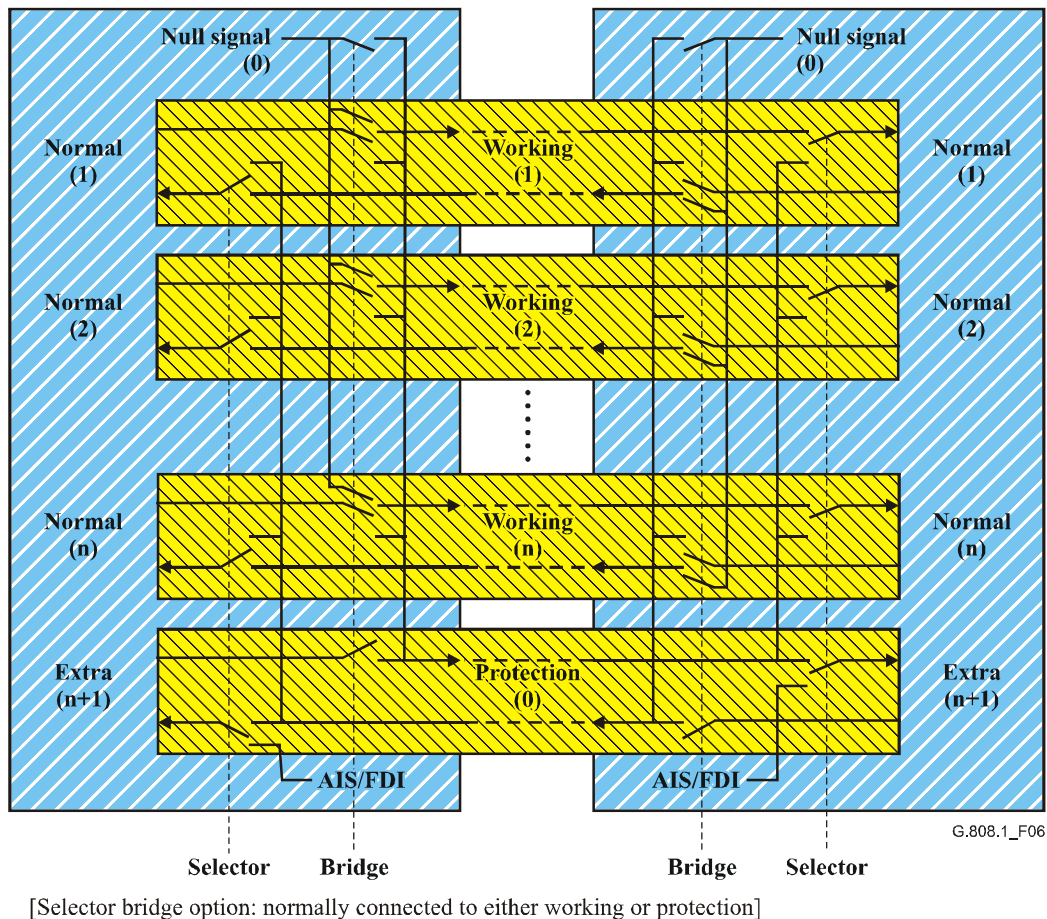 Null signal
(0)
Null signal
(0)
Normal
(1)
Working
(1)
Normal
(1)
Normal
(2)
Working
(2)
Normal
(2)
Normal
(n)
Working
(n)
Normal
(n)
Extra
(n+1)
Protection
(0)
Extra
(n+1)
AIS/FDI
AIS/FDI
G.808.1_F06
Selector
Bridge
Bridge
Selector
[Selector bridge option: normally connected to either working or protection]